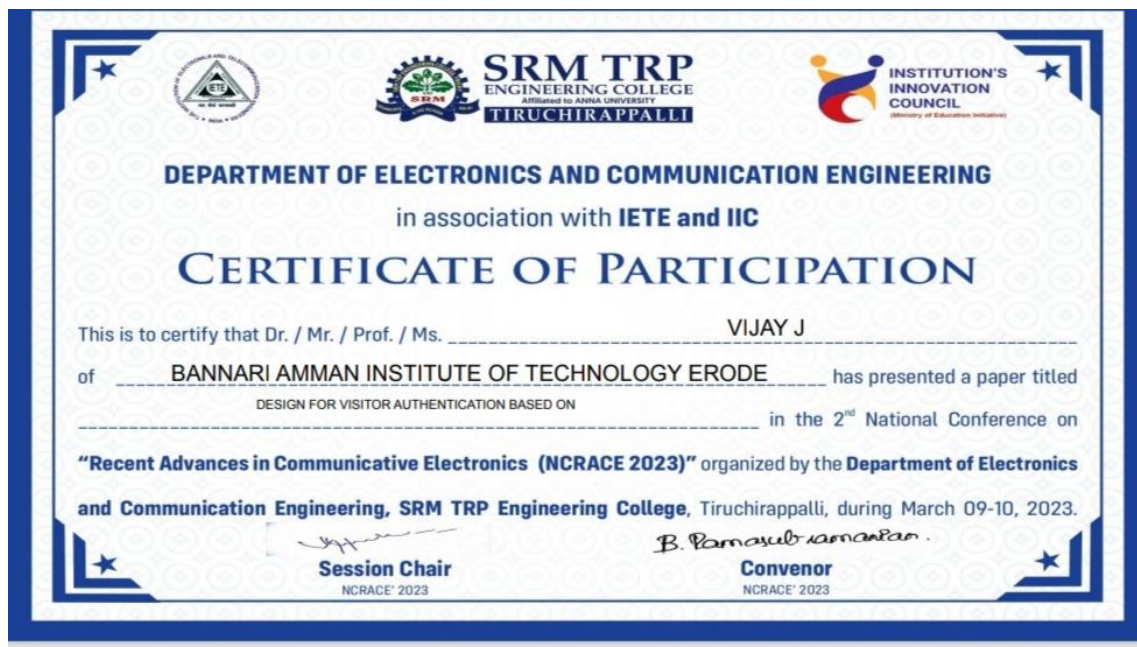 IETE
SRM
SRM TRP
ENGINEERING COLLEGE
Affiliated to ANNA UNIVERSITY
TIRUCHIRAPPALLI
INSTITUTION'S
INNOVATION
COUNCIL
(Ministry of Education Initiative)
DEPARTMENT OF ELECTRONICS AND COMMUNICATION ENGINEERING
in association with IETE and IIC
CERTIFICATE OF PARTICIPATION
This is to certify that Dr. / Mr. / Prof. / Ms. VIJAY J
of BANNARI AMMAN INSTITUTE OF TECHNOLOGY ERODE has presented a paper titled
DESIGN FOR VISITOR AUTHENTICATION BASED ON in the 2nd National Conference on
"Recent Advances in Communicative Electronics (NCRACE 2023)" organized by the Department of Electronics
and Communication Engineering, SRM TRP Engineering College, Tiruchirappalli, during March 09-10, 2023.
B. Ramasubramanian.
Session Chair Convenor
NCRACE' 2023 NCRACE' 2023